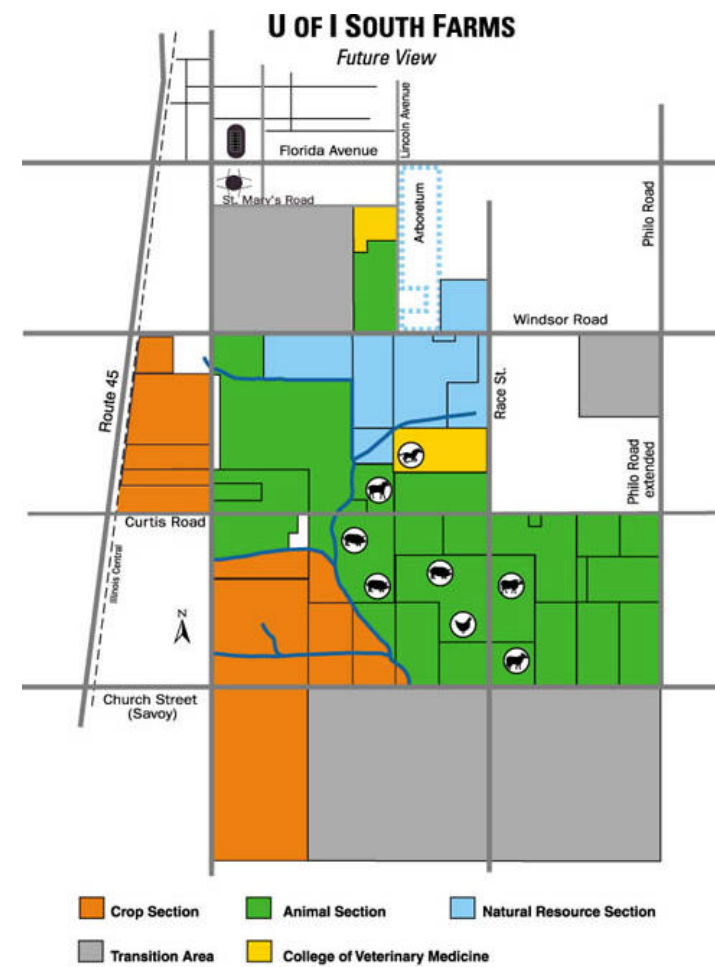 U OF I SOUTH FARMS
Future View
Lincoln Avenue
Florida Avenue
St. Mary's Road
Arboretum
Philo Road
Windsor Road
Route 45
Race St.
Philo Road
extended
Curtis Road
Illinois Central
N
Church Street
(Savoy)
Crop Section
Animal Section
Natural Resource Section
Transition Area
College of Veterinary Medicine